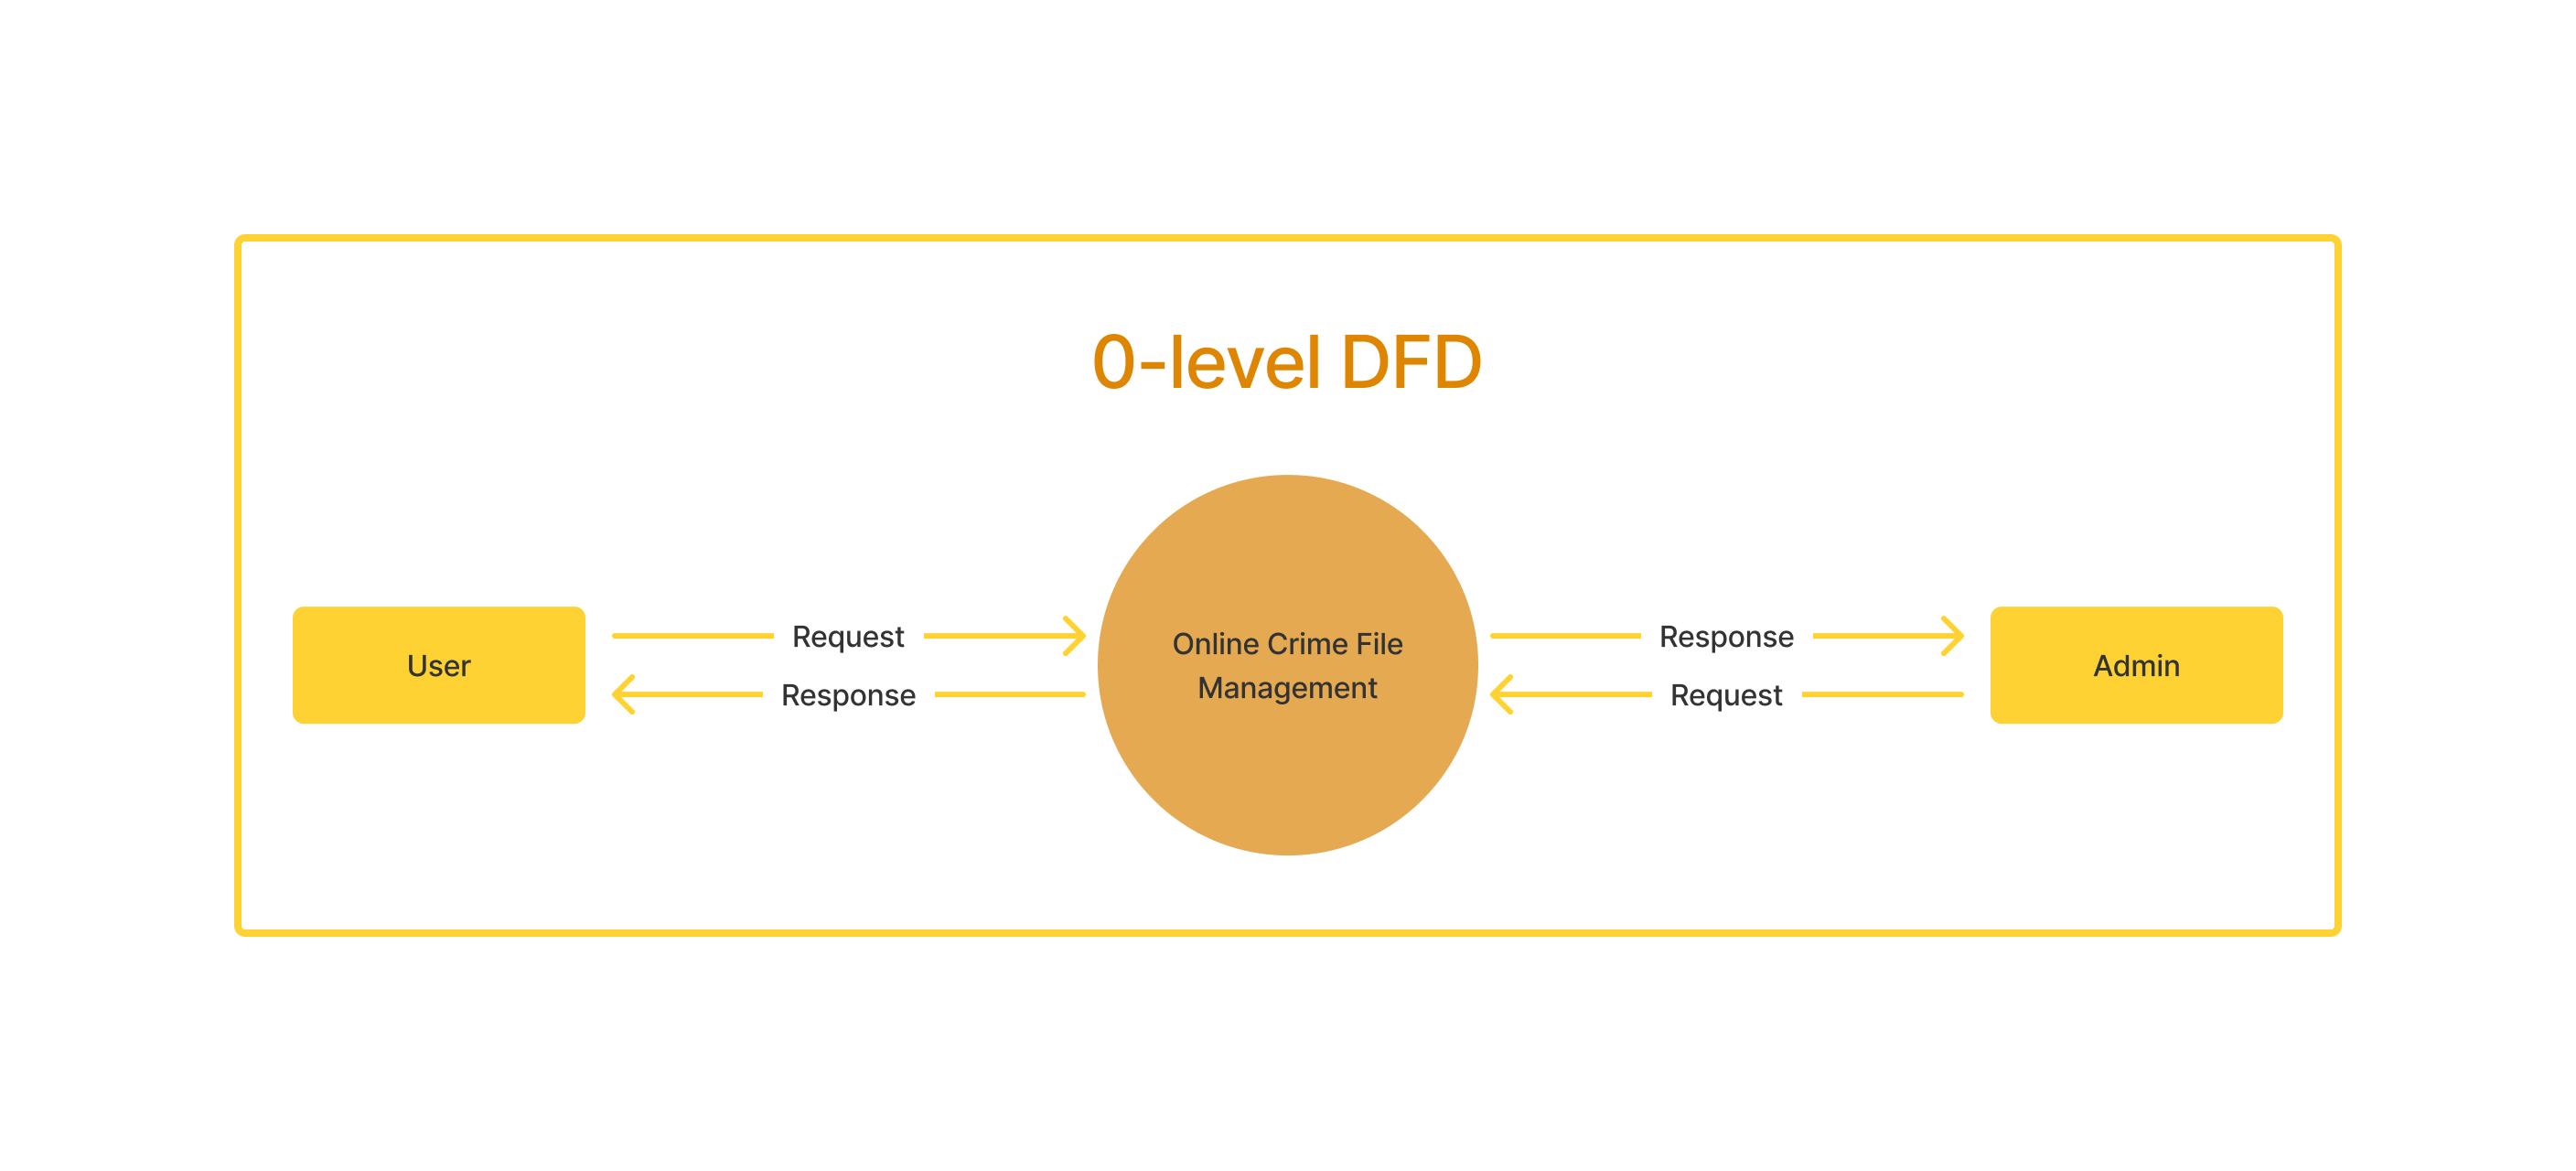 0-level DFD
User
Request
Response
Online Crime File
Management
Response
Request
Admin